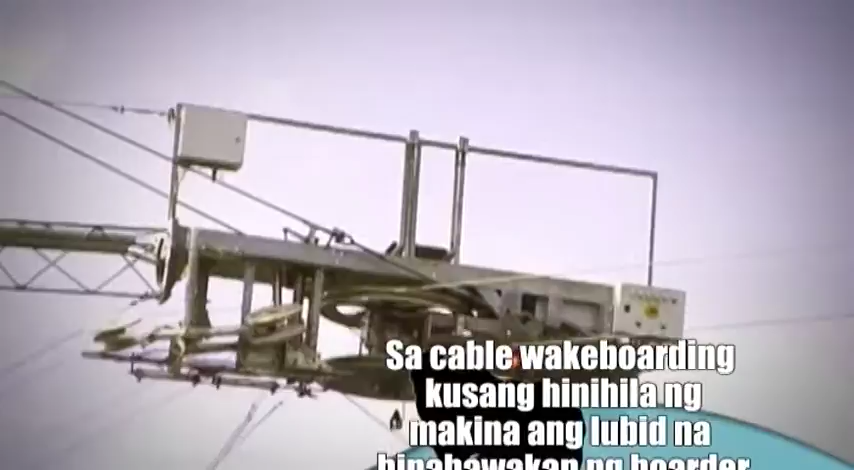 Sa cable wakeboarding
kusang hinihila ng
makina ang lubid na
hinahawakan ng boarder